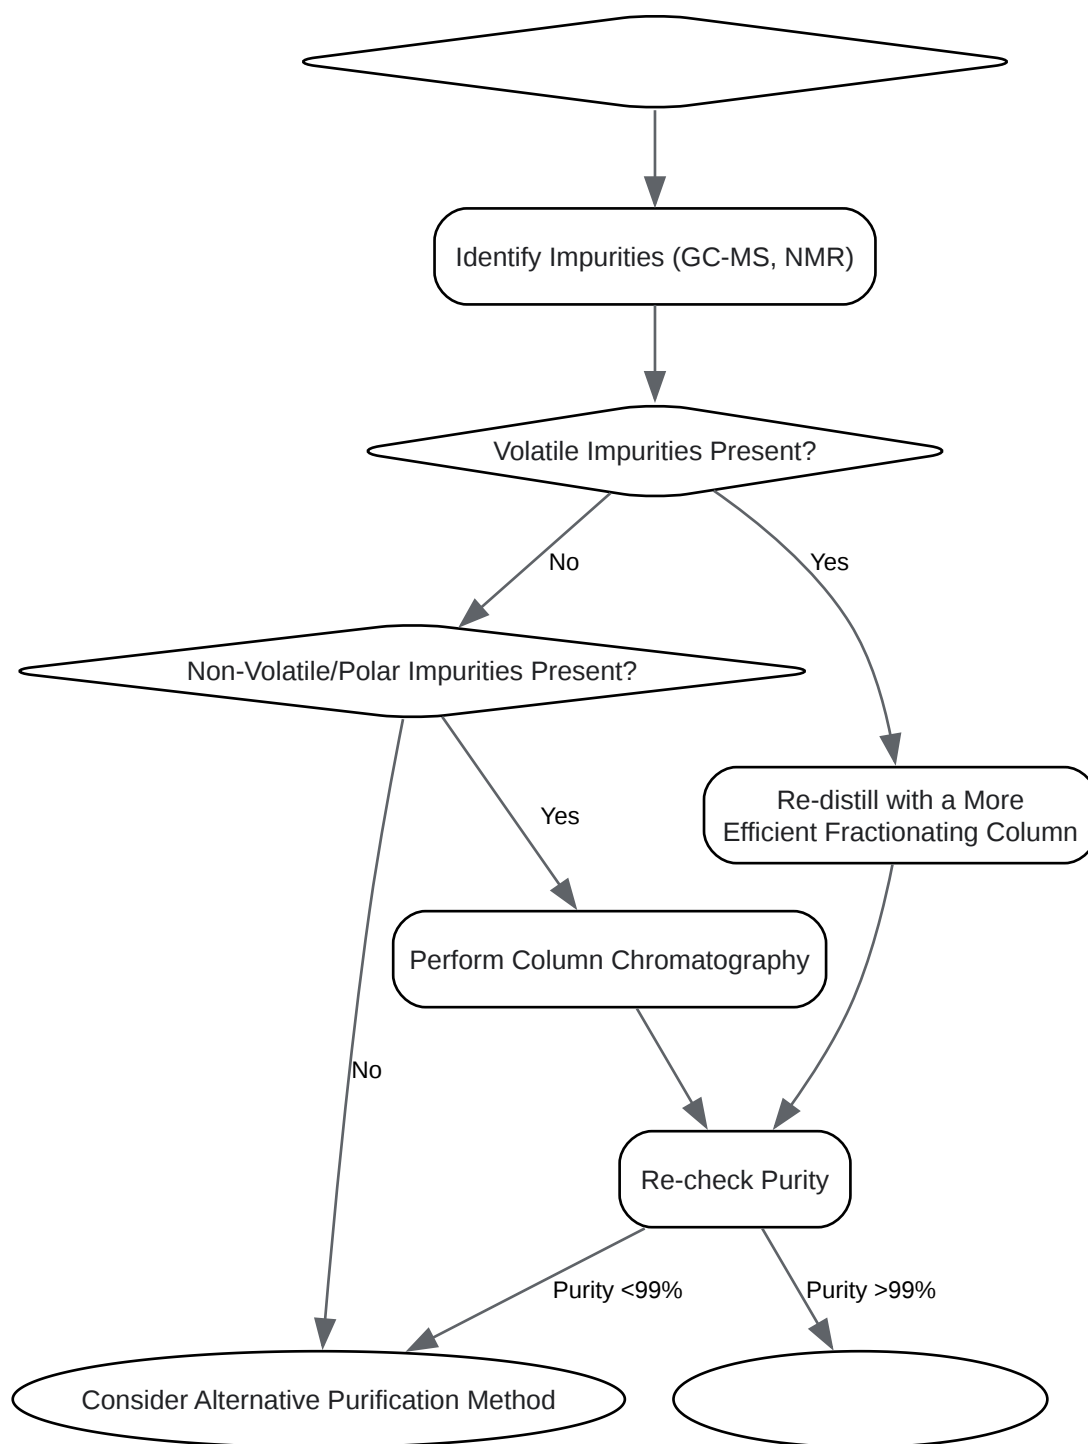 Identify Impurities (GC-MS, NMR)
Volatile Impurities Present?
No
Yes
Non-Volatile/Polar Impurities Present?
Re-distill with a More
Efficient Fractionating Column
Yes
Perform Column Chromatography
No
Re-check Purity
Purity <99%
Purity >99%
Consider Alternative Purification Method